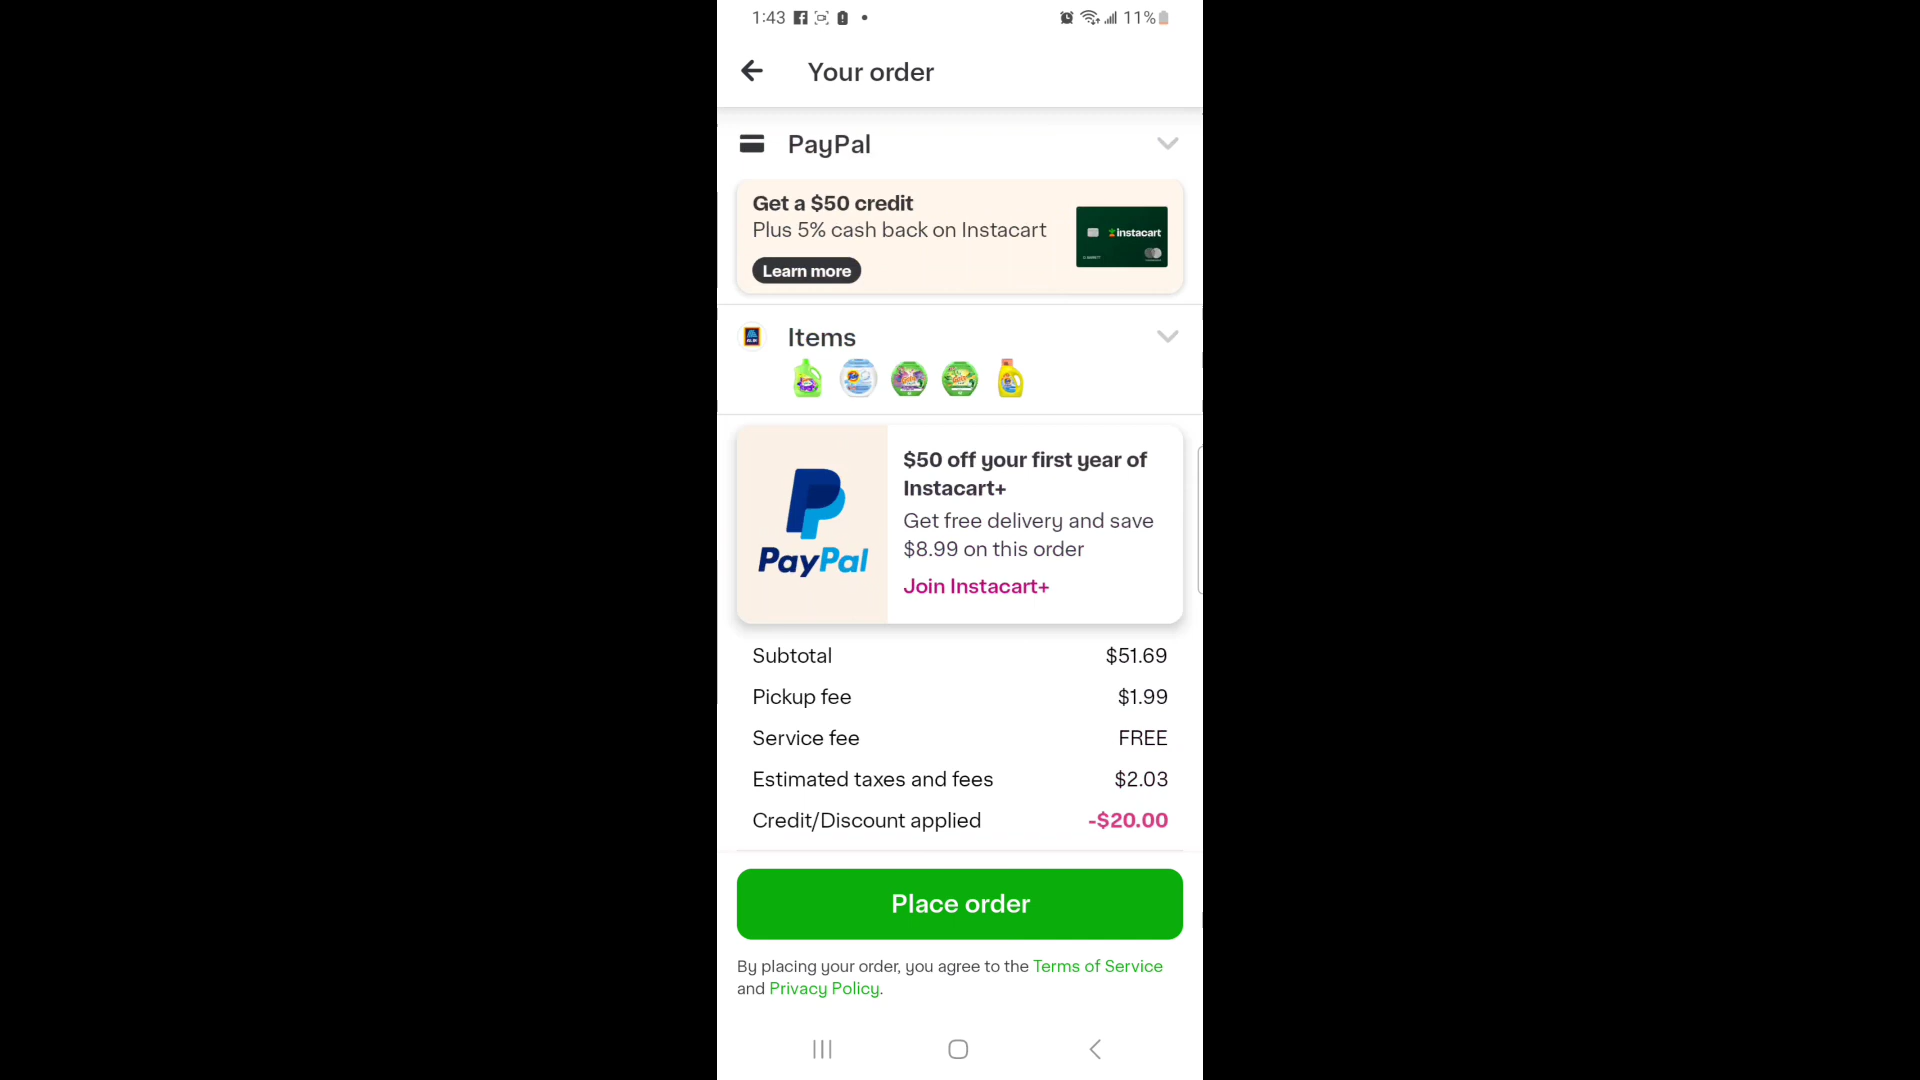 1:43
11%
Your order
PayPal
Get a $50 credit
Plus 5% cash back on Instacart
instacart
Learn more
Items
$50 off your first year of
Instacart+
Get free delivery and save
$8.99 on this order
PayPal
Join Instacart+
Subtotal $51.69
Pickup fee $1.99
Service fee FREE
Estimated taxes and fees $2.03
Credit/Discount applied -$20.00
Place order
By placing your order, you agree to the Terms of Service
and Privacy Policy.